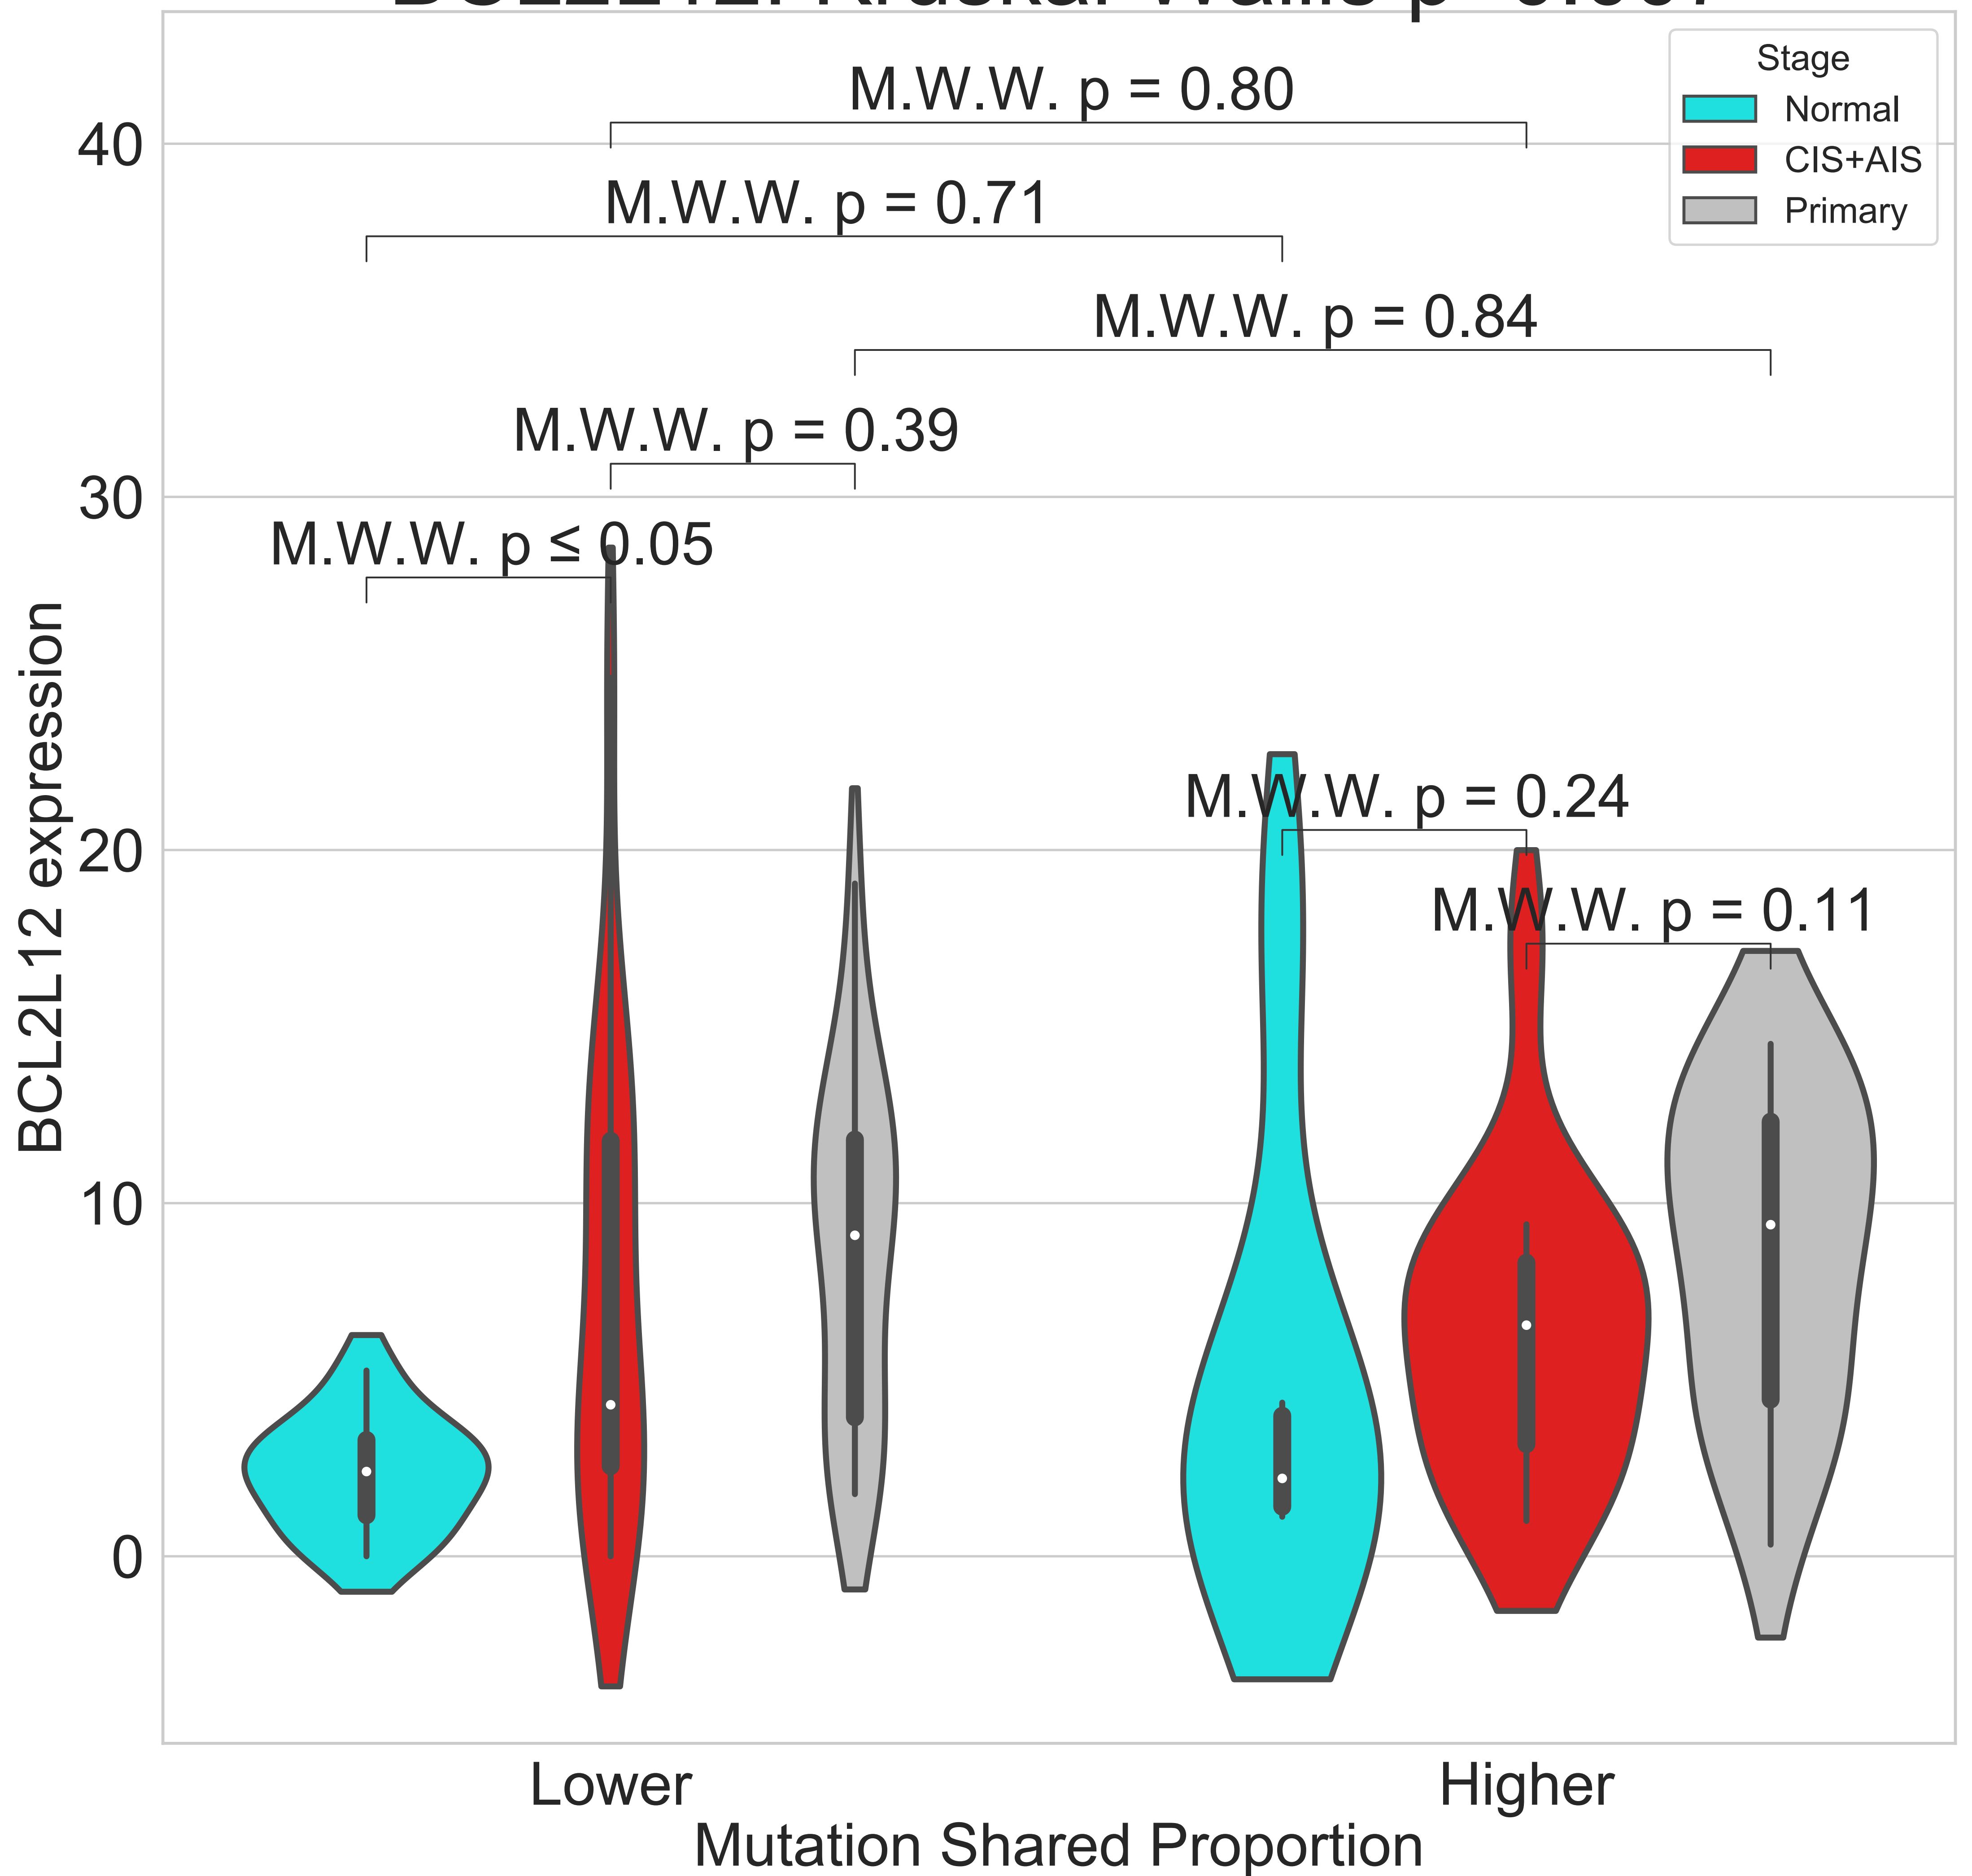 Stage
Normal
CIS+AIS
Primary
M.W.W. p = 0.80
M.W.W. p = 0.71
M.W.W. p = 0.84
M.W.W. p = 0.39
M.W.W. p ≤ 0.05
M.W.W. p = 0.24
M.W.W. p = 0.11
40
30
20
10
0
BCL2L12 expression
Lower
Higher
Mutation Shared Proportion